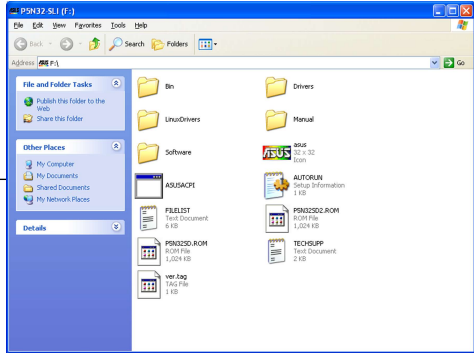 P5N32-SLI (F:)
File Edit View Favorites Tools Help
Back Search Folders
Address F:\ Go
File and Folder Tasks
Publish this folder to the
Web
Share this folder
Other Places
My Computer
My Documents
Shared Documents
My Network Places
Details
Bin
Drivers
LinuxDrivers
Manual
Software
ASUS
asus
32 x 32
Icon
ASUSACPI
AUTORUN
Setup Information
1 KB
FILELIST
Text Document
6 KB
P5N32SD2.ROM
ROM File
1,024 KB
P5N32SD.ROM
ROM File
1,024 KB
TECHSUPP
Text Document
2 KB
ver.tag
TAG File
1 KB